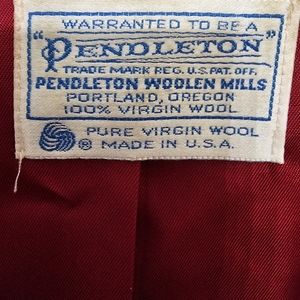 WARRANTED TO BE A
"PENDLETON"
TRADE MARK REG. U.S. PAT. OFF.
PENDLETON WOOLEN MILLS
PORTLAND, OREGON
100% VIRGIN WOOL
PURE VIRGIN WOOL
® MADE IN U.S.A.